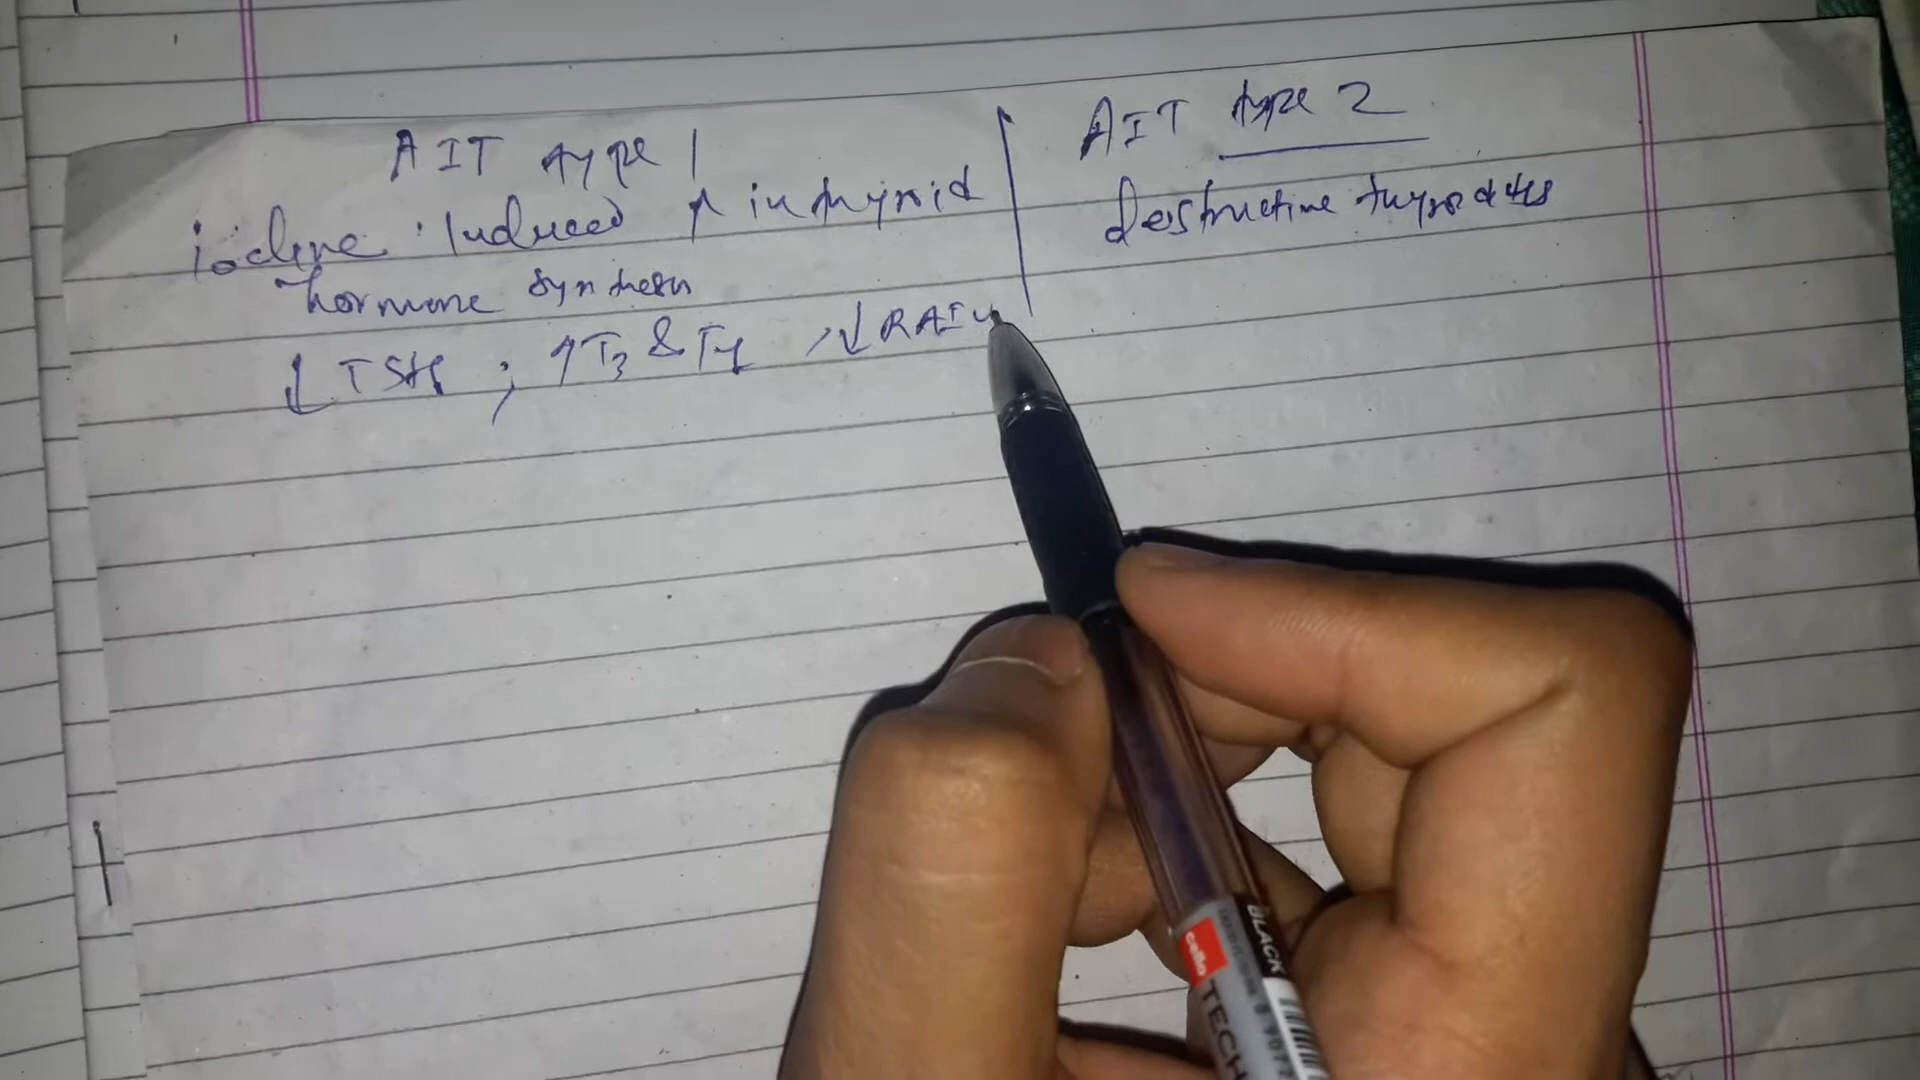 AIT type 1
iodine Induced ↑ in thyroid
hormone synthesis
↓ TSH ; ↑T3 & T4 , ↓ RAIU
AIT type 2
destructive thyroiditis
cello
TECH
BLACK